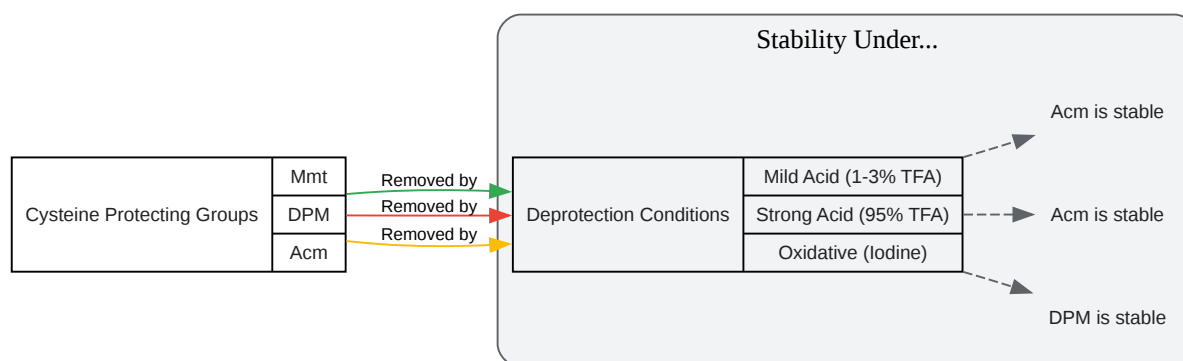 Stability Under...
Cysteine Protecting Groups
Mmt
DPM
Acm
Removed by
Removed by
Removed by
Deprotection Conditions
Mild Acid (1-3% TFA)
Strong Acid (95% TFA)
Oxidative (Iodine)
Acm is stable
Acm is stable
DPM is stable